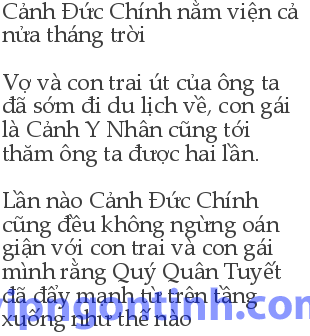 Cảnh Đức Chính nằm viện cả
nửa tháng trời
Vợ và con trai út của ông ta
đã sớm đi du lịch về, con gái
là Cảnh Y Nhân cũng tới
thăm ông ta được hai lần.
Lần nào Cảnh Đức Chính
cũng đều không ngừng oán
giận với con trai và con gái
mình rằng Quý Quân Tuyết
đã đẩy mạnh từ trên tầng
xuống như thế nào
vipngontinh.com